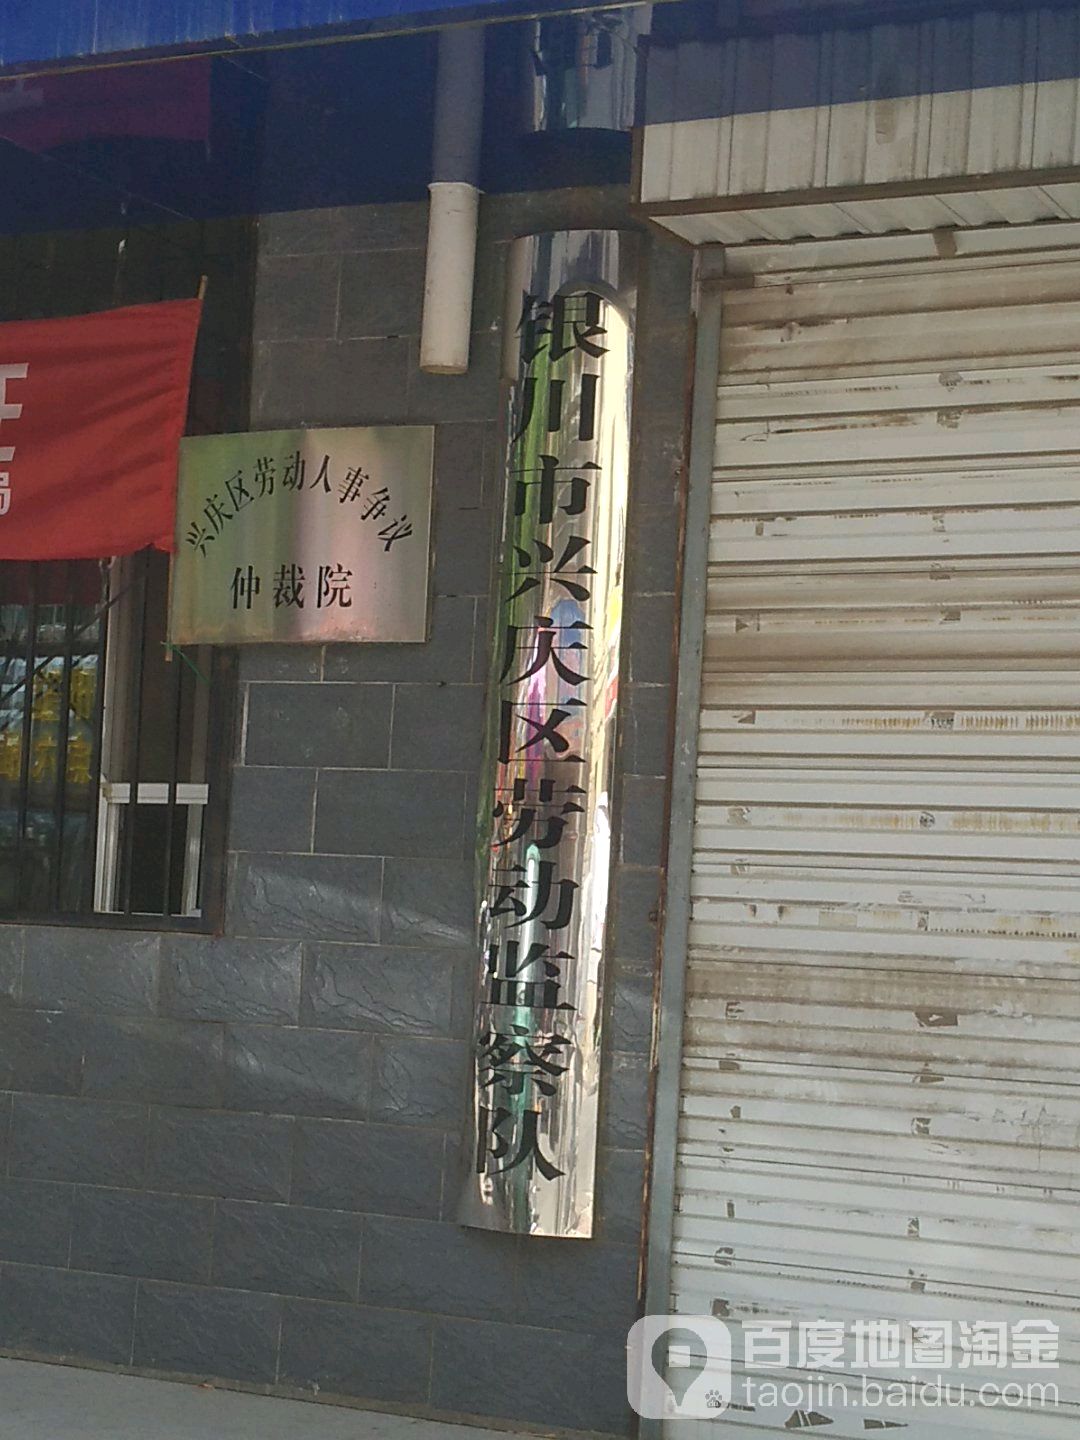 兴庆区劳动人事争议
仲裁院
银川市兴庆区劳动监察队
百度地图淘金
taojin.baidu.com